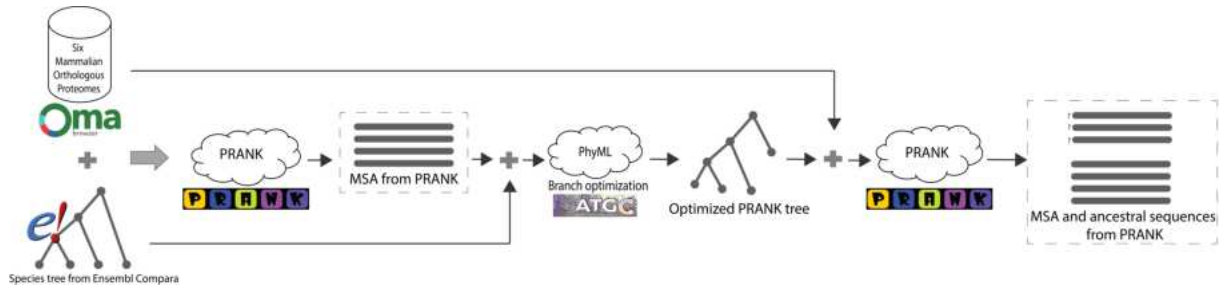 Six
Mammalian
Orthologous
Proteomes
Oma
+
e!
Species tree from Ensembl Compara
PRANK
PRANK
MSA from PRANK
+
PhyML
Branch optimization
ATGC
Optimized PRANK tree
+
PRANK
PRANK
MSA and ancestral sequences
from PRANK